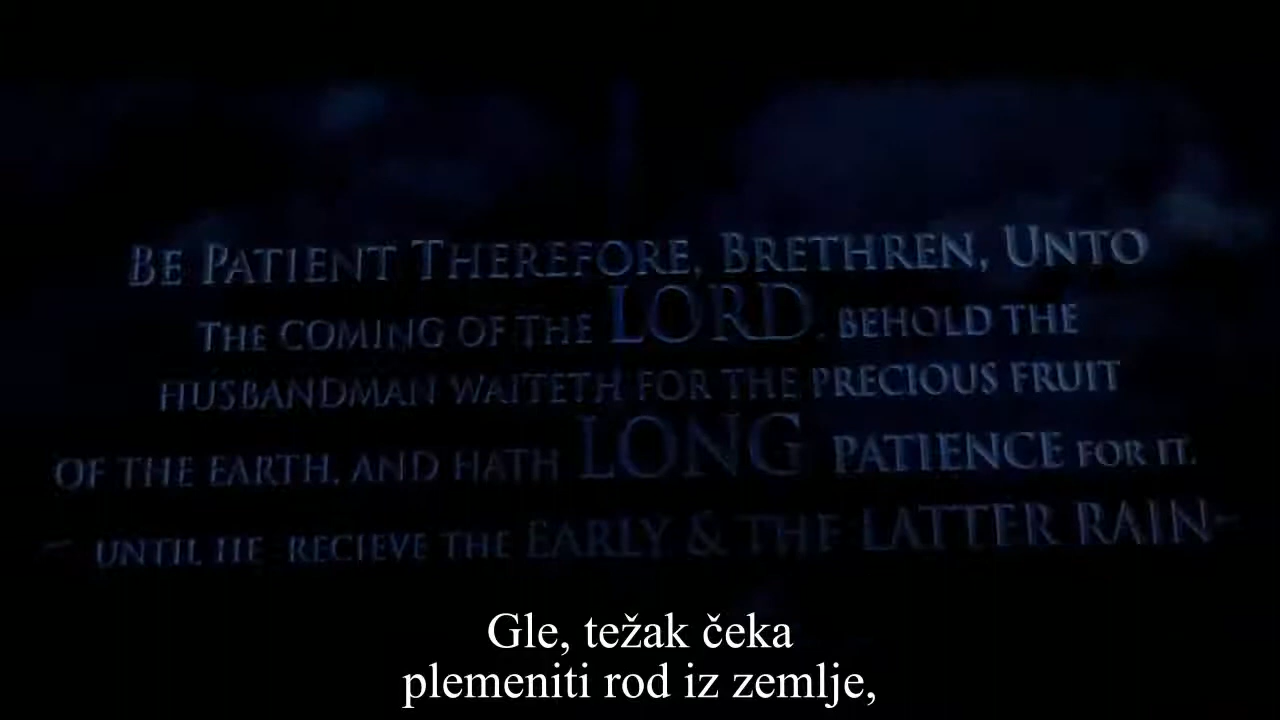 BE PATIENT THEREFORE, BRETHREN, UNTO
THE COMING OF THE LORD. BEHOLD THE
HUSBANDMAN WAITETH FOR THE PRECIOUS FRUIT
OF THE EARTH, AND HATH LONG PATIENCE FOR IT.
- UNTIL HE RECIEVE THE EARLY & THE LATTER RAIN-
Gle, težak čeka
plemeniti rod iz zemlje,